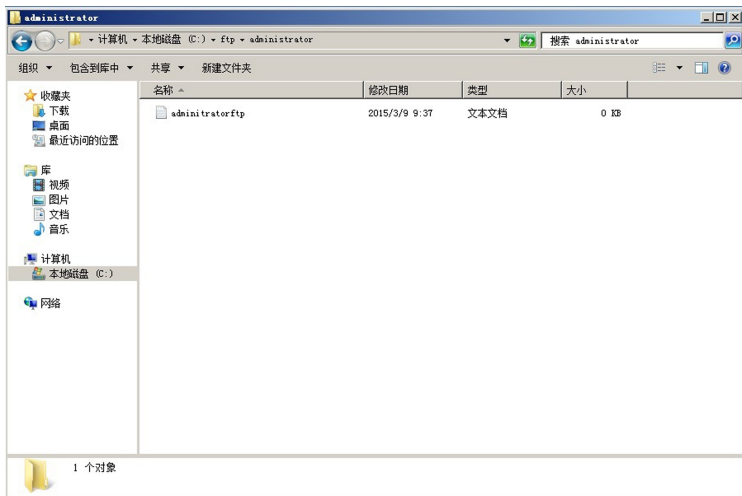 administrator
计算机 本地磁盘 (C:) ftp administrator 搜索 administrator
组织 包含到库中 共享 新建文件夹
收藏夹
下载
桌面
最近访问的位置
库
视频
图片
文档
音乐
计算机
本地磁盘 (C:)
网络
名称 修改日期 类型 大小
adminitratorftp 2015/3/9 9:37 文本文档 0 KB
1 个对象